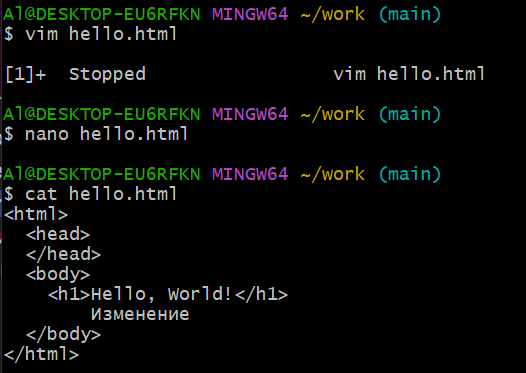 Al@DESKTOP-EU6RFKN MINGW64 ~/work (main)
$ vim hello.html

[1]+  Stopped                 vim hello.html

Al@DESKTOP-EU6RFKN MINGW64 ~/work (main)
$ nano hello.html

Al@DESKTOP-EU6RFKN MINGW64 ~/work (main)
$ cat hello.html
<html>
  <head>
  </head>
  <body>
    <h1>Hello, World!</h1>
        Изменение
  </body>
</html>